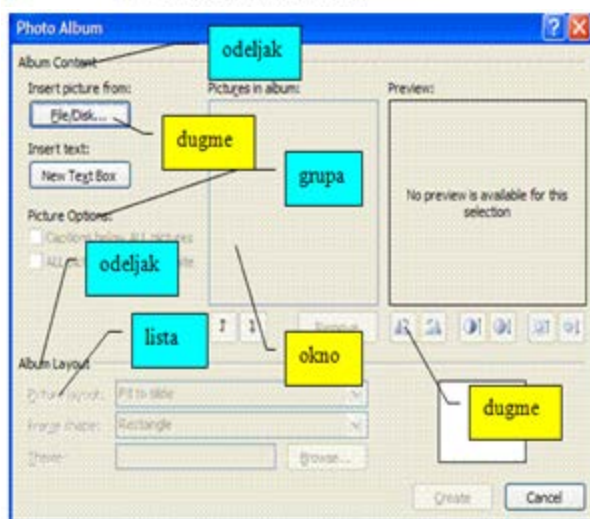 Photo Album
odeljak
Album Content
Insert picture from:
Pictures in album:
Preview:
File/Disk...
dugme
Insert text:
New Text Box
grupa
No preview is available for this
selection
Picture Options:
Captions below ALL pictures
ALL
odeljak
lista
okno
Album Layout
Picture layout:
Fit to slide
dugme
Frame shape:
Rectangle
Browse...
Create
Cancel